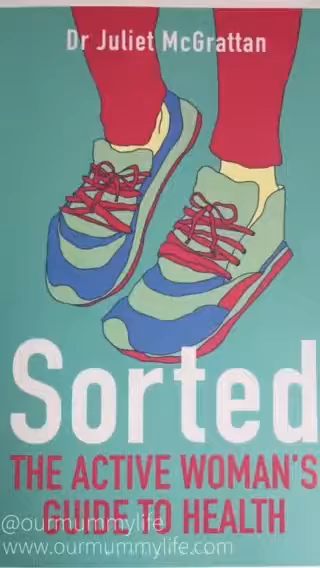 Dr Juliet McGrattan
Sorted
THE ACTIVE WOMAN'S
GUIDE TO HEALTH
@ourmummylife
www.ourmummylife.com